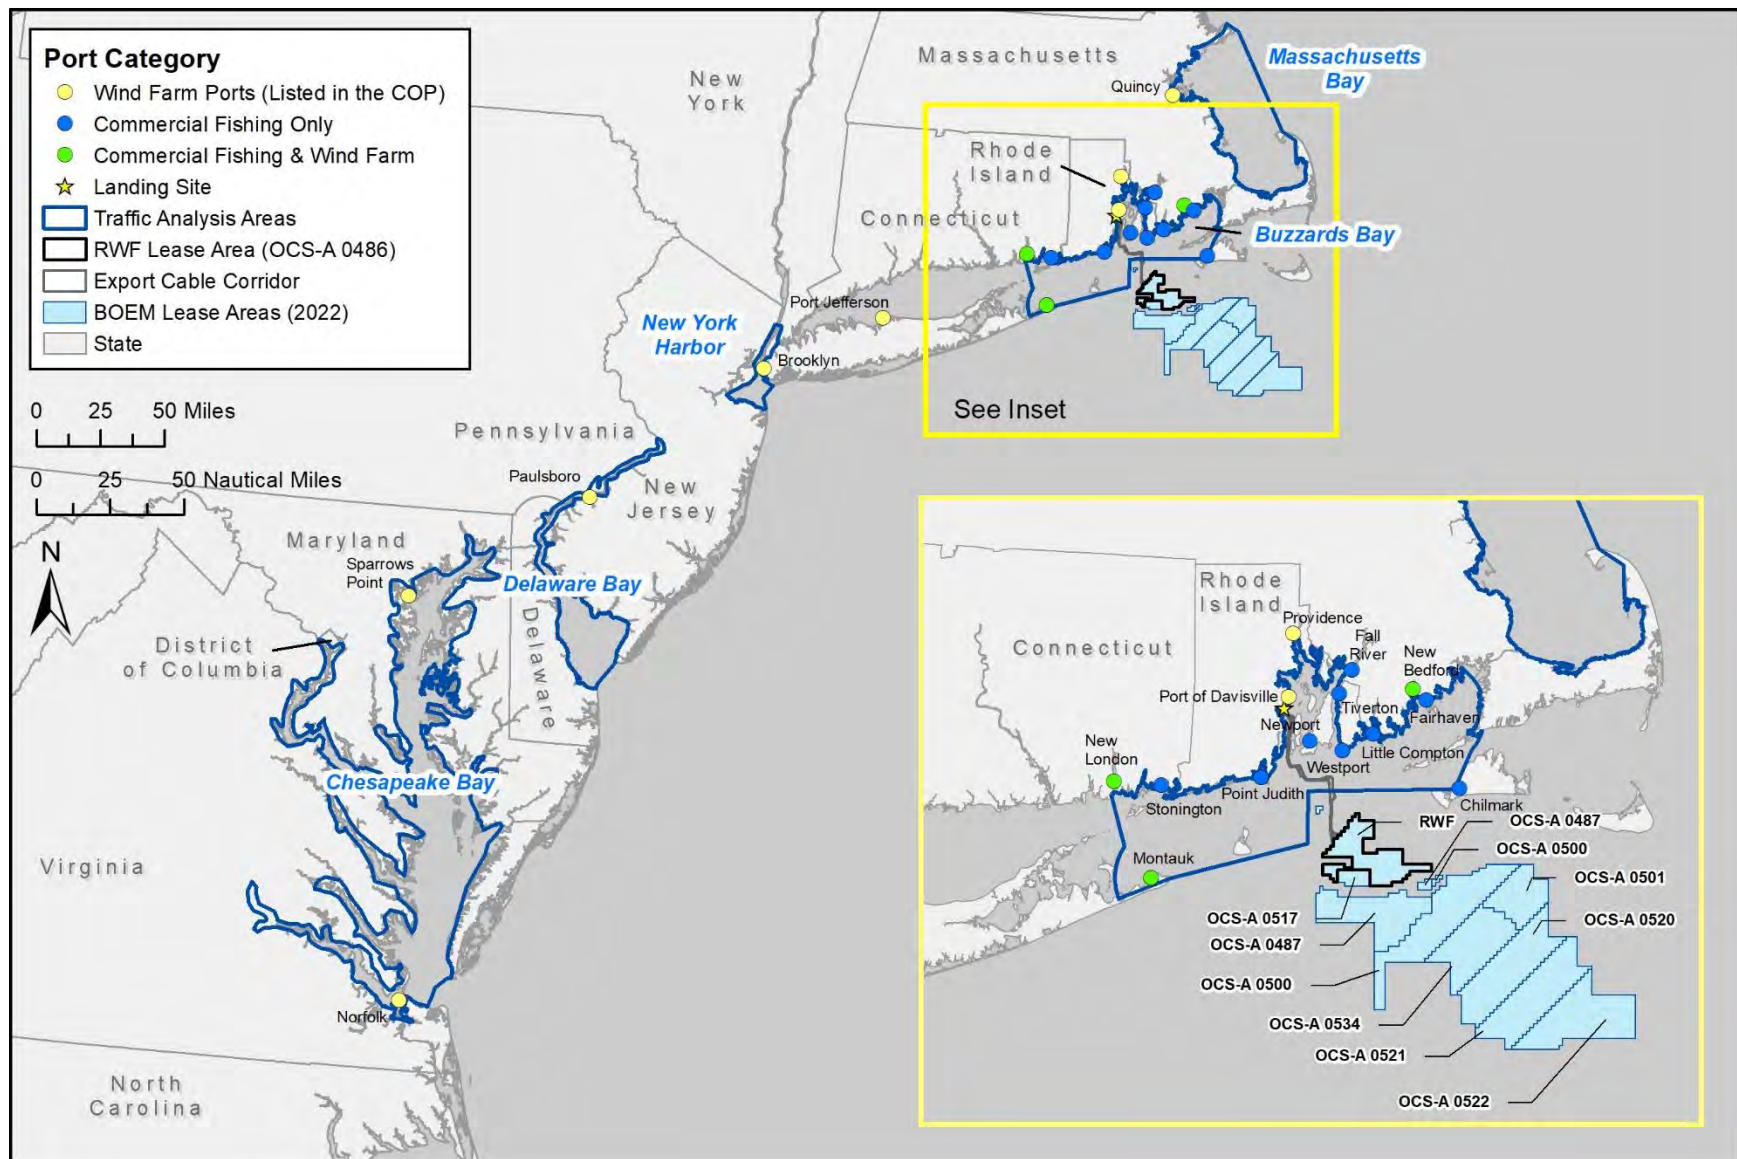 Port Category
Wind Farm Ports (Listed in the COP)
Commercial Fishing Only
Commercial Fishing & Wind Farm
Landing Site
Traffic Analysis Areas
RWF Lease Area (OCS-A 0486)
Export Cable Corridor
BOEM Lease Areas (2022)
State
0 25 50 Miles
0 25 50 Nautical Miles
N
New
York
Massachusetts
Massachusetts
Bay
Quincy
Rhode
Island
Connecticut
Buzzards Bay
Port Jefferson
New York
Harbor
Brooklyn
See Inset
Pennsylvania
Paulsboro
New
Jersey
Maryland
Sparrows
Point
Delaware Bay
Delaware
District
of Columbia
Chesapeake Bay
Virginia
Norfolk
North
Carolina
Rhode
Island
Connecticut
Providence
Fall
River
New
Bedford
Port of Davisville
Newport
Tiverton
Fairhaven
Little Compton
Westport
New
London
Stonington
Point Judith
Chilmark
Montauk
RWF
OCS-A 0487
OCS-A 0500
OCS-A 0501
OCS-A 0520
OCS-A 0517
OCS-A 0487
OCS-A 0500
OCS-A 0534
OCS-A 0521
OCS-A 0522